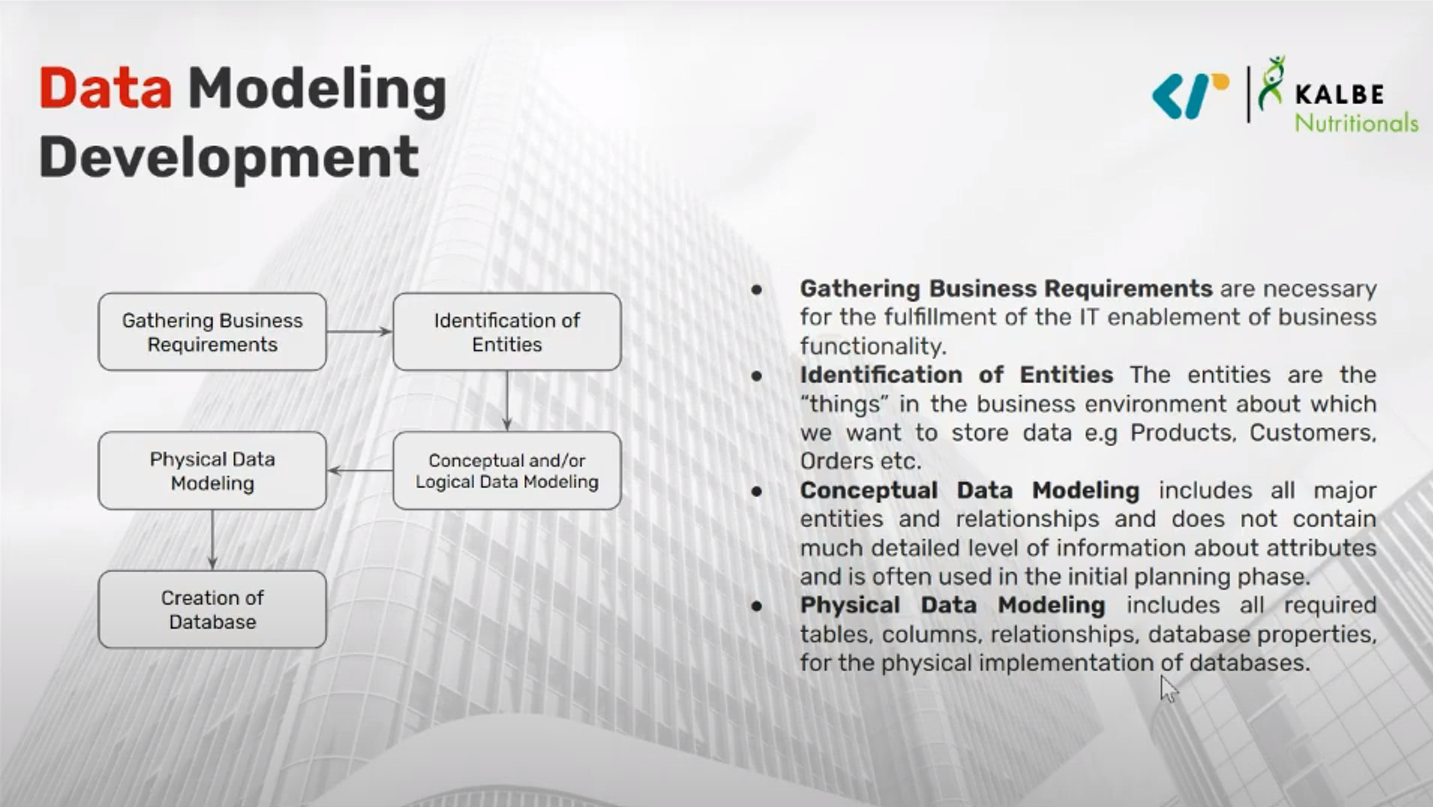 Data Modeling
Development
KALBE
Nutritionals
Gathering Business
Requirements
Identification of
Entities
Physical Data
Modeling
Conceptual and/or
Logical Data Modeling
Creation of
Database
● Gathering Business Requirements are necessary
for the fulfillment of the IT enablement of business
functionality.
● Identification of Entities The entities are the
“things” in the business environment about which
we want to store data e.g Products, Customers,
Orders etc.
● Conceptual Data Modeling includes all major
entities and relationships and does not contain
much detailed level of information about attributes
and is often used in the initial planning phase.
● Physical Data Modeling includes all required
tables, columns, relationships, database properties,
for the physical implementation of databases.